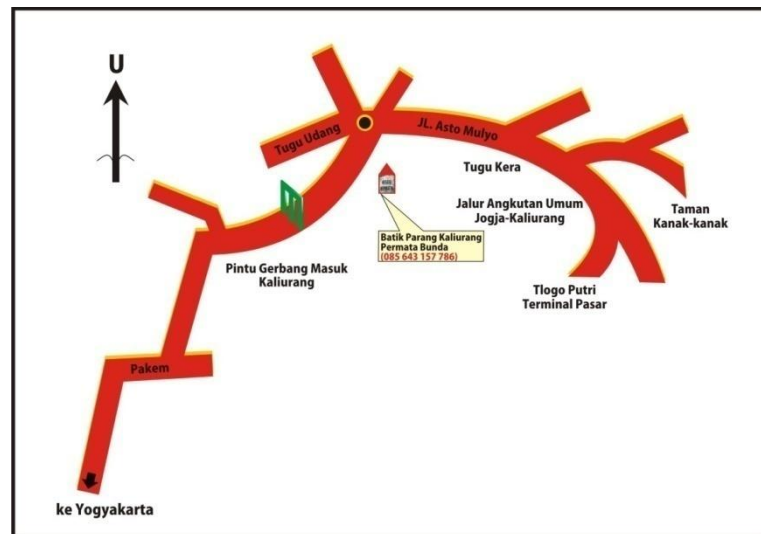 U
Tugu Udang
JL. Asto Mulyo
Tugu Kera
Jalur Angkutan Umum
Jogja-Kaliurang
Taman
Kanak-kanak
Batik Parang Kaliurang
Permata Bunda
(085 643 157 786)
Pintu Gerbang Masuk
Kaliurang
Tlogo Putri
Terminal Pasar
Pakem
ke Yogyakarta